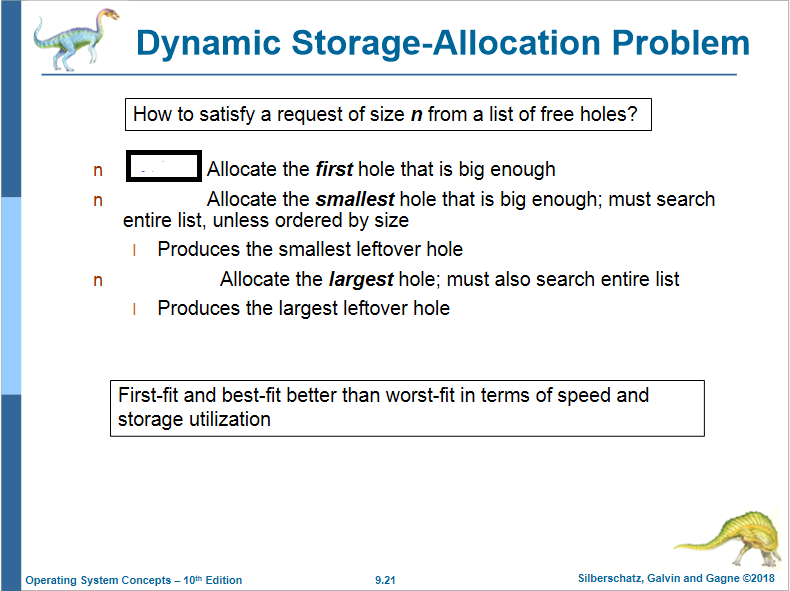 Dynamic Storage-Allocation Problem
How to satisfy a request of size n from a list of free holes?
n Allocate the first hole that is big enough
n Allocate the smallest hole that is big enough; must search
entire list, unless ordered by size
l Produces the smallest leftover hole
n Allocate the largest hole; must also search entire list
l Produces the largest leftover hole
First-fit and best-fit better than worst-fit in terms of speed and
storage utilization
Operating System Concepts – 10th Edition 9.21 Silberschatz, Galvin and Gagne ©2018